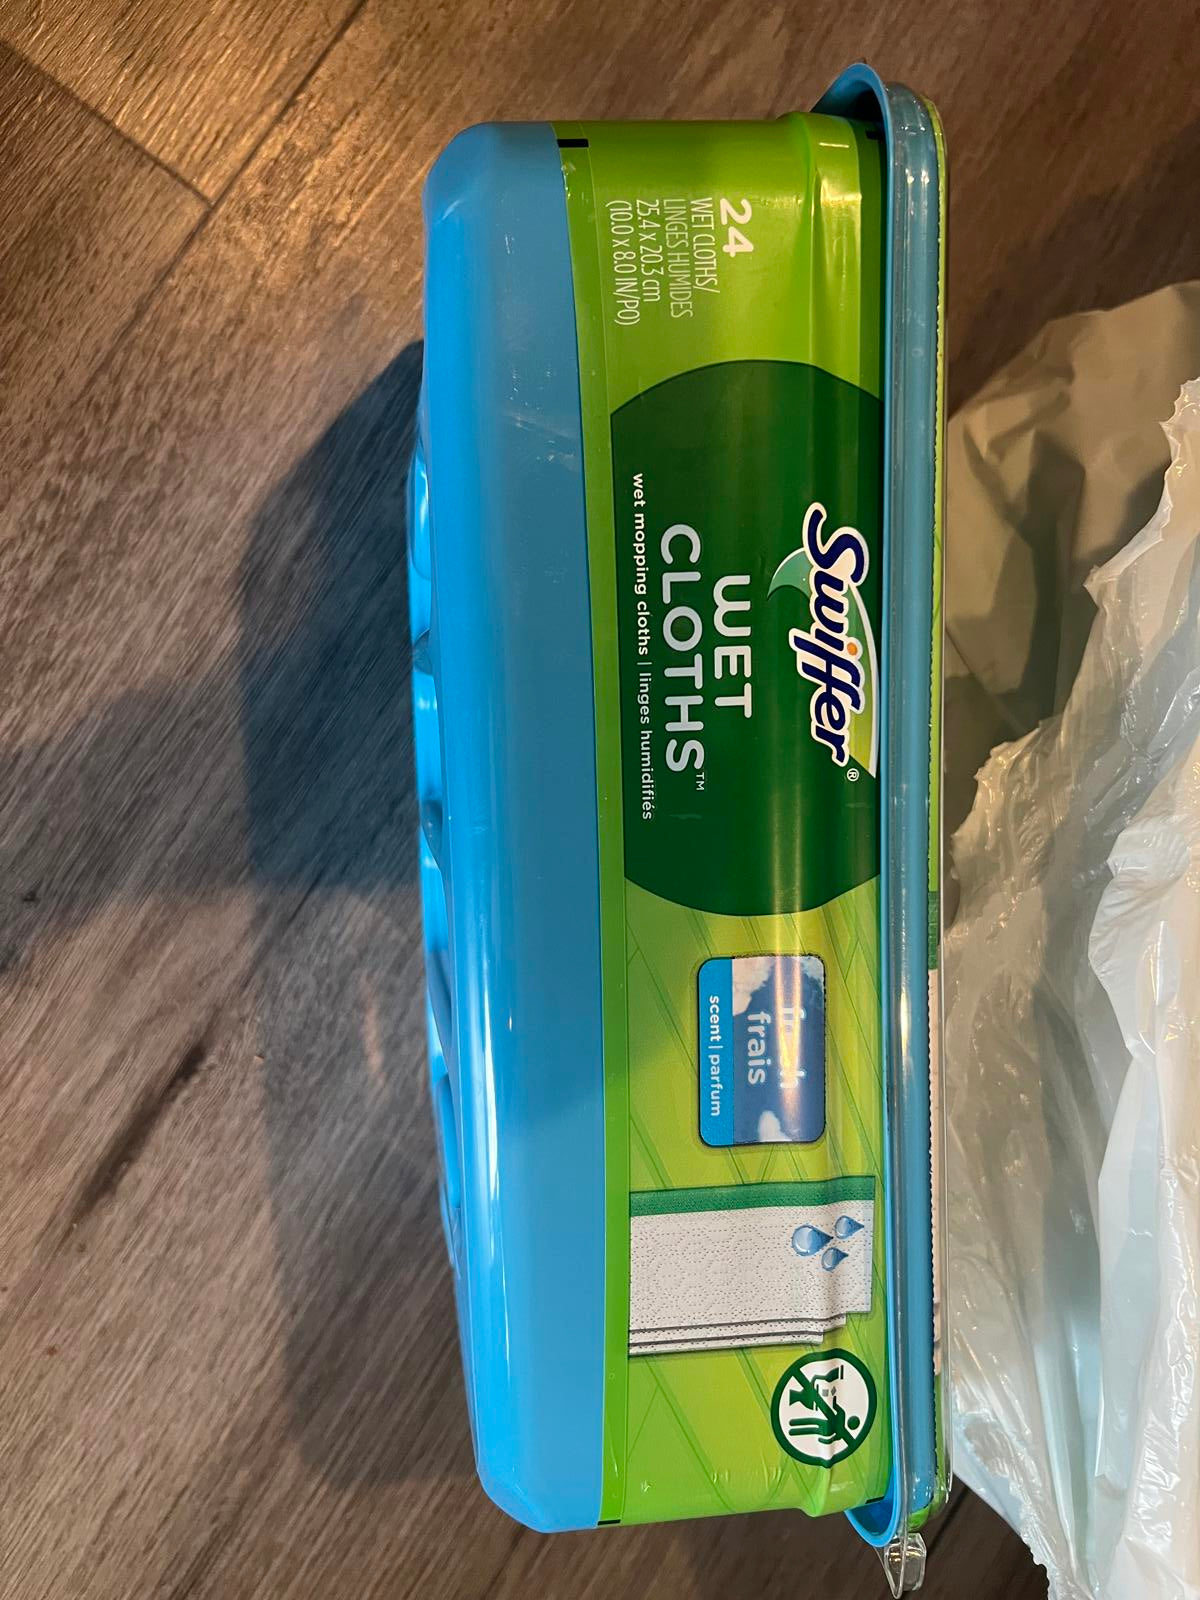 24
WET CLOTHS/
LINGES HUMIDES
25.4 x 20.3 cm
(10.0 x 8.0 IN/PO)
Swiffer®
WET
CLOTHS™
wet mopping cloths | linges humidifiés
fresh
frais
scent | parfum